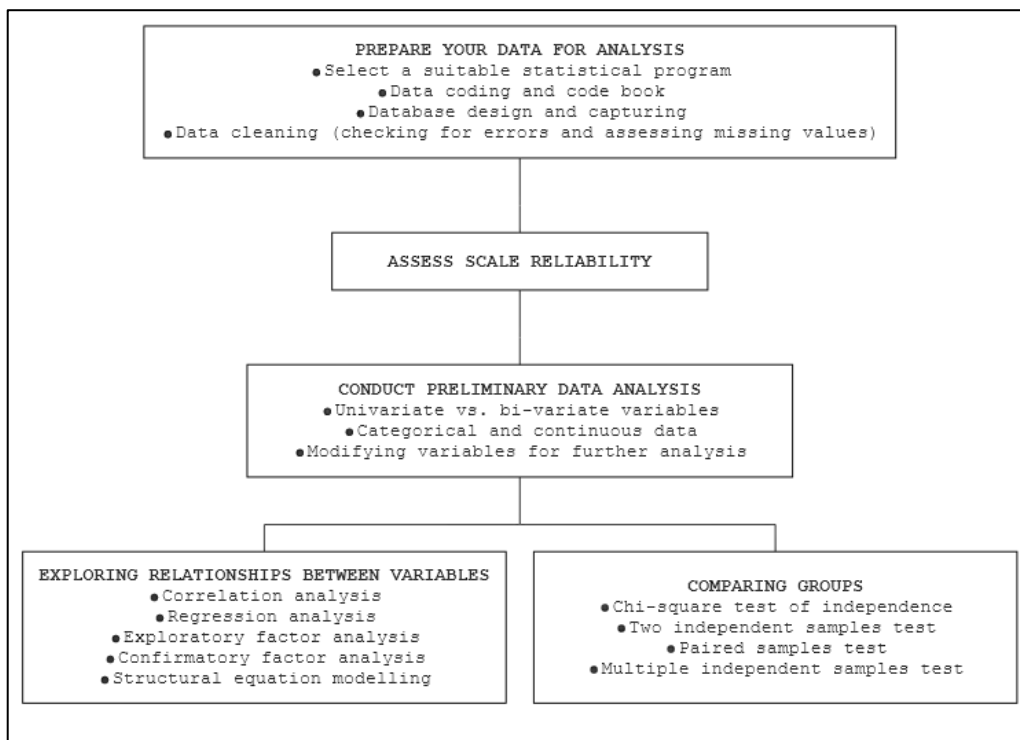 PREPARE YOUR DATA FOR ANALYSIS
●Select a suitable statistical program
●Data coding and code book
●Database design and capturing
●Data cleaning (checking for errors and assessing missing values)
ASSESS SCALE RELIABILITY
CONDUCT PRELIMINARY DATA ANALYSIS
●Univariate vs. bi-variate variables
●Categorical and continuous data
●Modifying variables for further analysis
EXPLORING RELATIONSHIPS BETWEEN VARIABLES
●Correlation analysis
●Regression analysis
●Exploratory factor analysis
●Confirmatory factor analysis
●Structural equation modelling
COMPARING GROUPS
●Chi-square test of independence
●Two independent samples test
●Paired samples test
●Multiple independent samples test